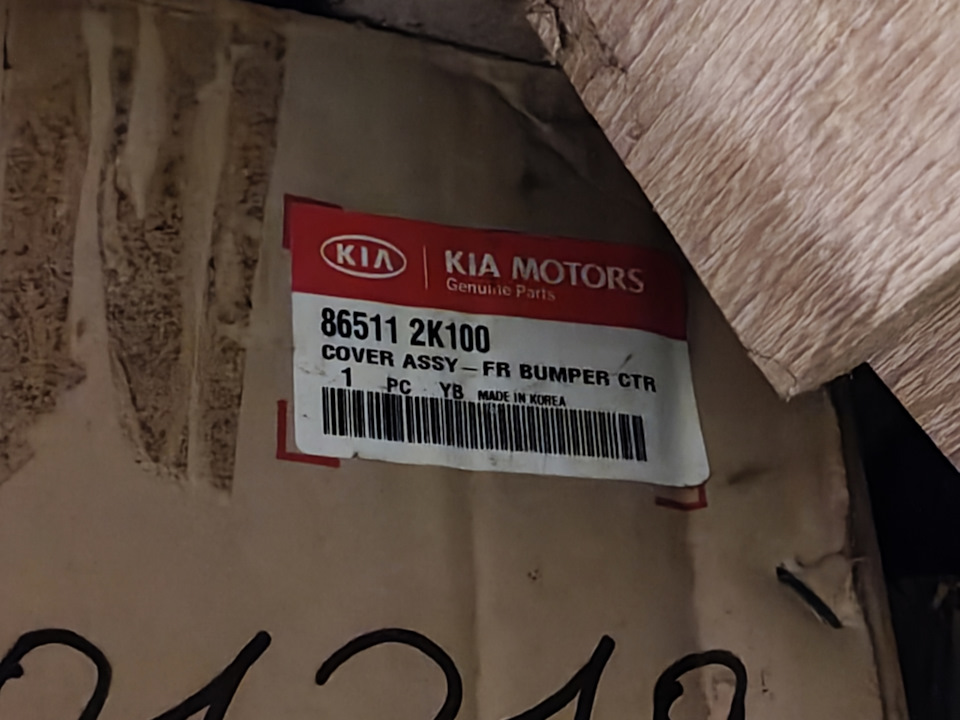 KIA
KIA MOTORS
Genuine Parts
86511 2K100
COVER ASSY-FR BUMPER CTR
1 PC YB MADE IN KOREA